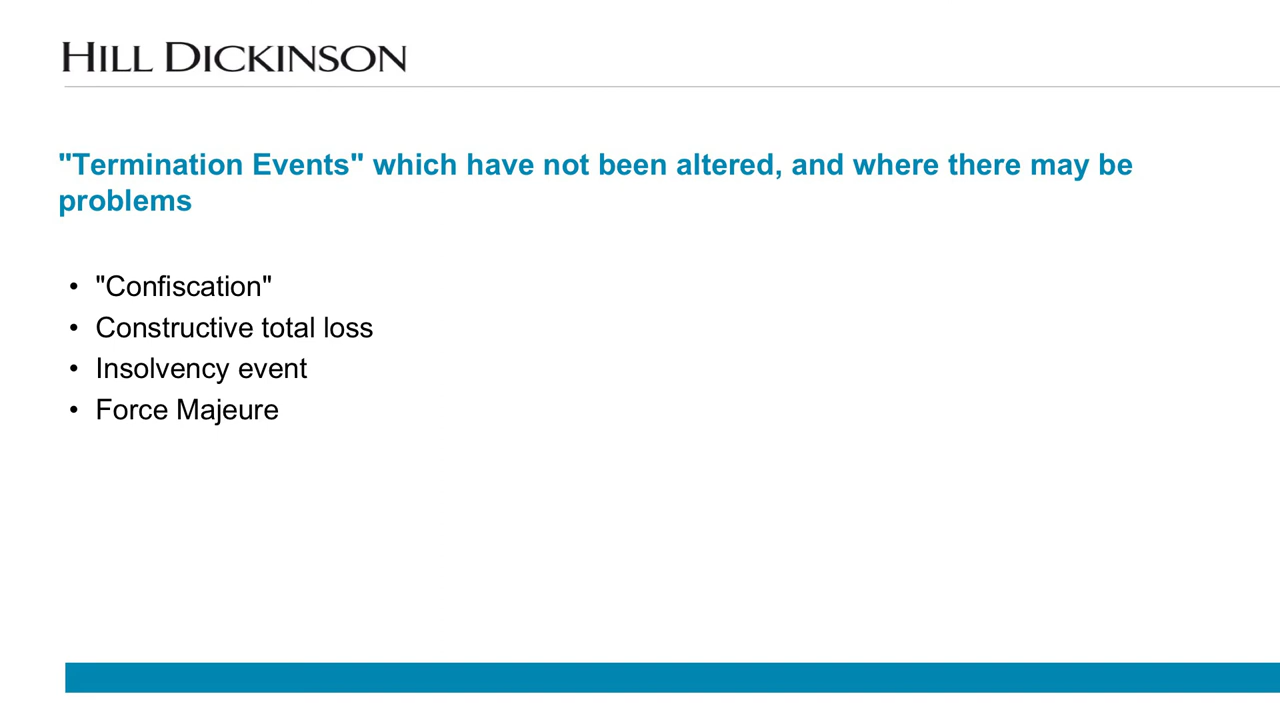 HILL DICKINSON
"Termination Events" which have not been altered, and where there may be
problems
• "Confiscation"
• Constructive total loss
• Insolvency event
• Force Majeure